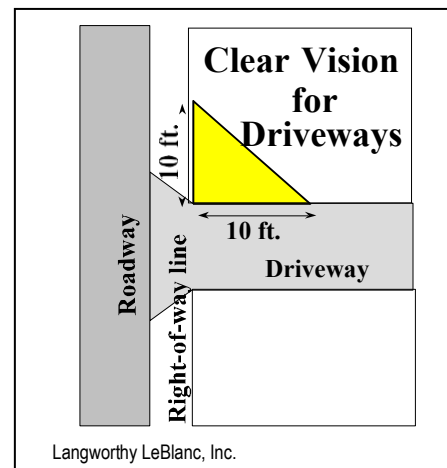 Clear Vision
for
Driveways
10 ft.
10 ft.
Roadway
Right-of-way line
Driveway
Langworthy LeBlanc, Inc.